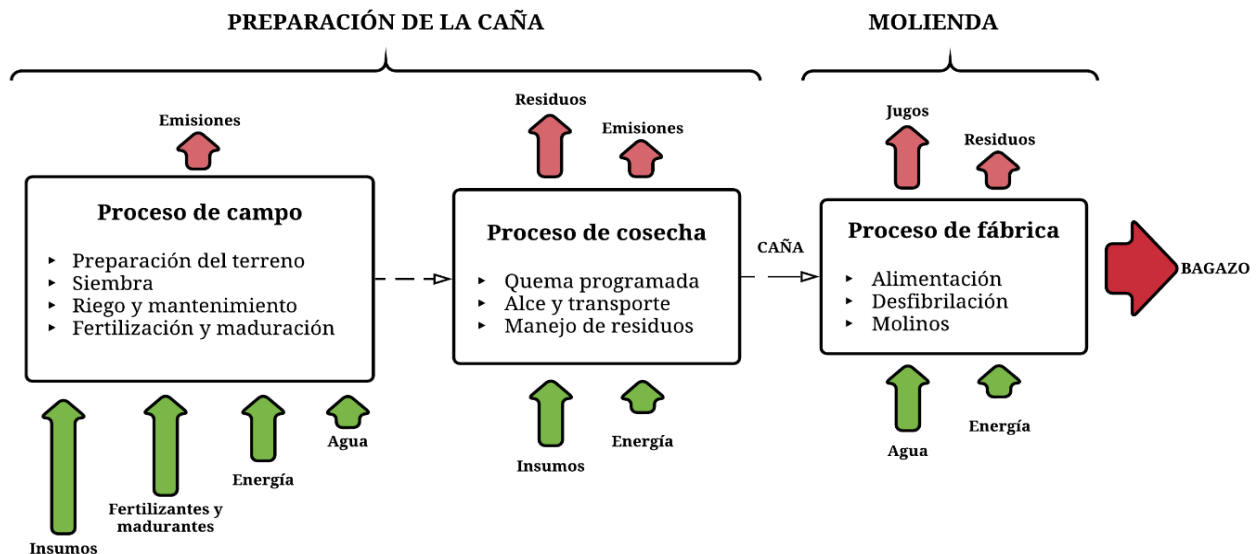 PREPARACIÓN DE LA CAÑA
MOLIENDA
Emisiones
Proceso de campo
▸ Preparación del terreno
▸ Siembra
▸ Riego y mantenimiento
▸ Fertilización y maduración
Insumos
Fertilizantes y
madurantes
Energía
Agua
Residuos
Emisiones
Proceso de cosecha
▸ Quema programada
▸ Alce y transporte
▸ Manejo de residuos
Insumos
Energía
CAÑA
Jugos
Residuos
Proceso de fábrica
▸ Alimentación
▸ Desfibrilación
▸ Molinos
Agua
Energía
BAGAZO